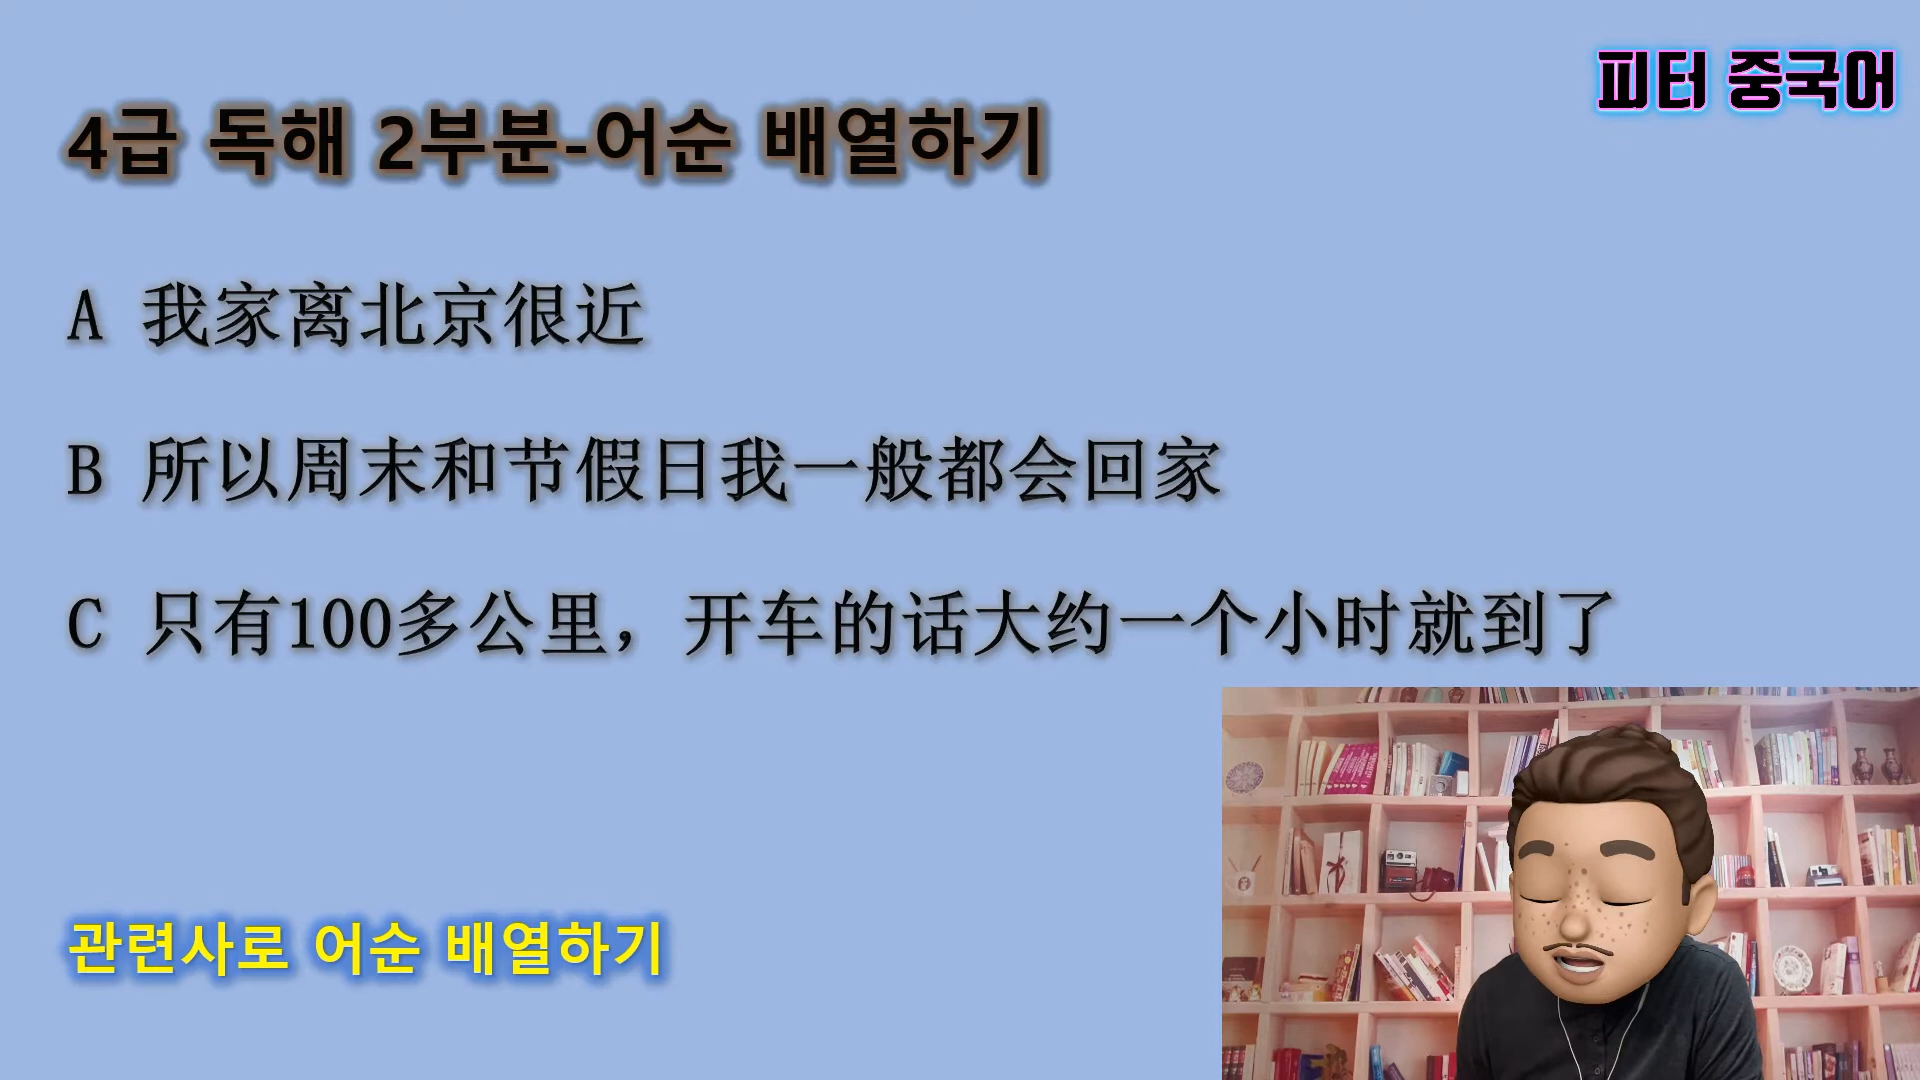 피터 중국어
4급 독해 2부분-어순 배열하기
A 我家离北京很近
B 所以周末和节假日我一般都会回家
C 只有100多公里，开车的话大约一个小时就到了
관련사로 어순 배열하기